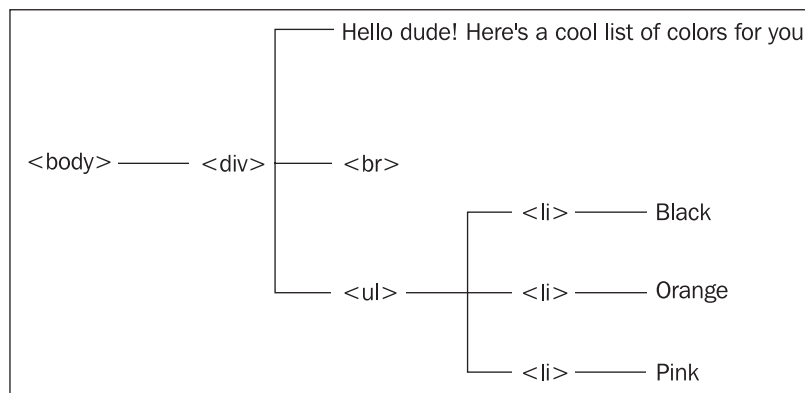 Hello dude! Here's a cool list of colors for you
<body>
<div>
<br>
<ul>
<li>
Black
<li>
Orange
<li>
Pink